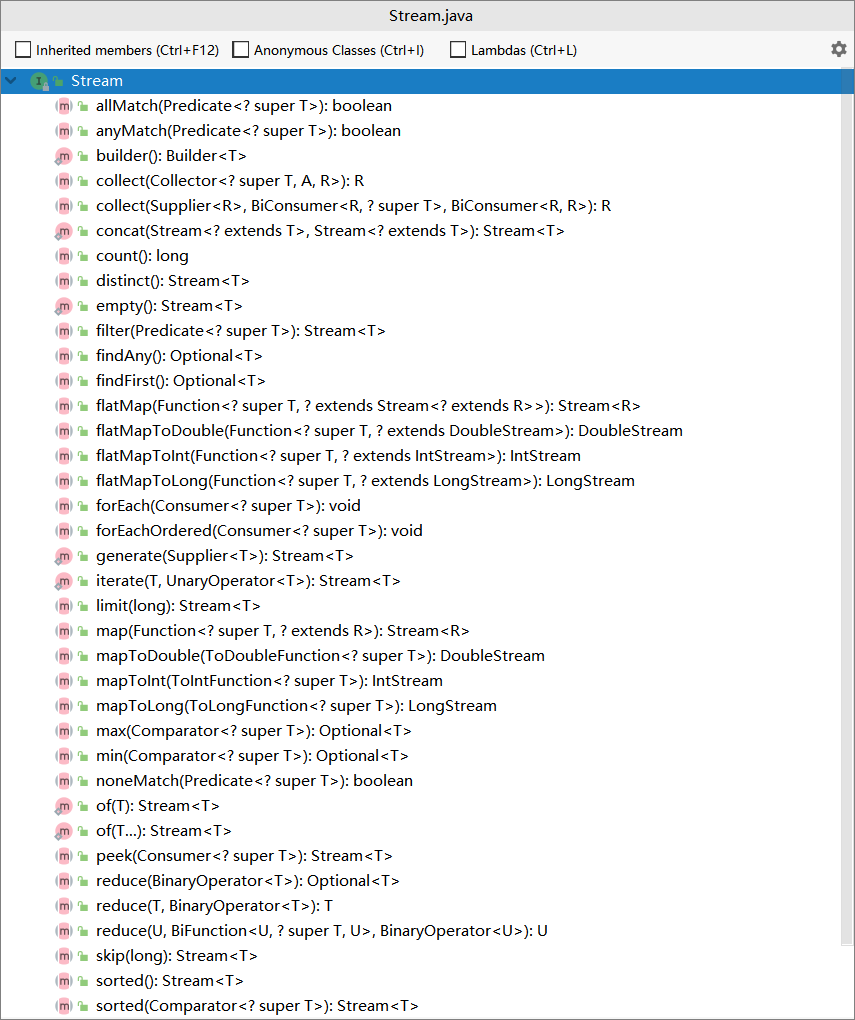 Stream.java
Inherited members (Ctrl+F12) Anonymous Classes (Ctrl+I) Lambdas (Ctrl+L)
I Stream
m allMatch(Predicate<? super T>): boolean
m anyMatch(Predicate<? super T>): boolean
m builder(): Builder<T>
m collect(Collector<? super T, A, R>): R
m collect(Supplier<R>, BiConsumer<R, ? super T>, BiConsumer<R, R>): R
m concat(Stream<? extends T>, Stream<? extends T>): Stream<T>
m count(): long
m distinct(): Stream<T>
m empty(): Stream<T>
m filter(Predicate<? super T>): Stream<T>
m findAny(): Optional<T>
m findFirst(): Optional<T>
m flatMap(Function<? super T, ? extends Stream<? extends R>>): Stream<R>
m flatMapToDouble(Function<? super T, ? extends DoubleStream>): DoubleStream
m flatMapToInt(Function<? super T, ? extends IntStream>): IntStream
m flatMapToLong(Function<? super T, ? extends LongStream>): LongStream
m forEach(Consumer<? super T>): void
m forEachOrdered(Consumer<? super T>): void
m generate(Supplier<T>): Stream<T>
m iterate(T, UnaryOperator<T>): Stream<T>
m limit(long): Stream<T>
m map(Function<? super T, ? extends R>): Stream<R>
m mapToDouble(ToDoubleFunction<? super T>): DoubleStream
m mapToInt(ToIntFunction<? super T>): IntStream
m mapToLong(ToLongFunction<? super T>): LongStream
m max(Comparator<? super T>): Optional<T>
m min(Comparator<? super T>): Optional<T>
m noneMatch(Predicate<? super T>): boolean
m of(T): Stream<T>
m of(T...): Stream<T>
m peek(Consumer<? super T>): Stream<T>
m reduce(BinaryOperator<T>): Optional<T>
m reduce(T, BinaryOperator<T>): T
m reduce(U, BiFunction<U, ? super T, U>, BinaryOperator<U>): U
m skip(long): Stream<T>
m sorted(): Stream<T>
m sorted(Comparator<? super T>): Stream<T>